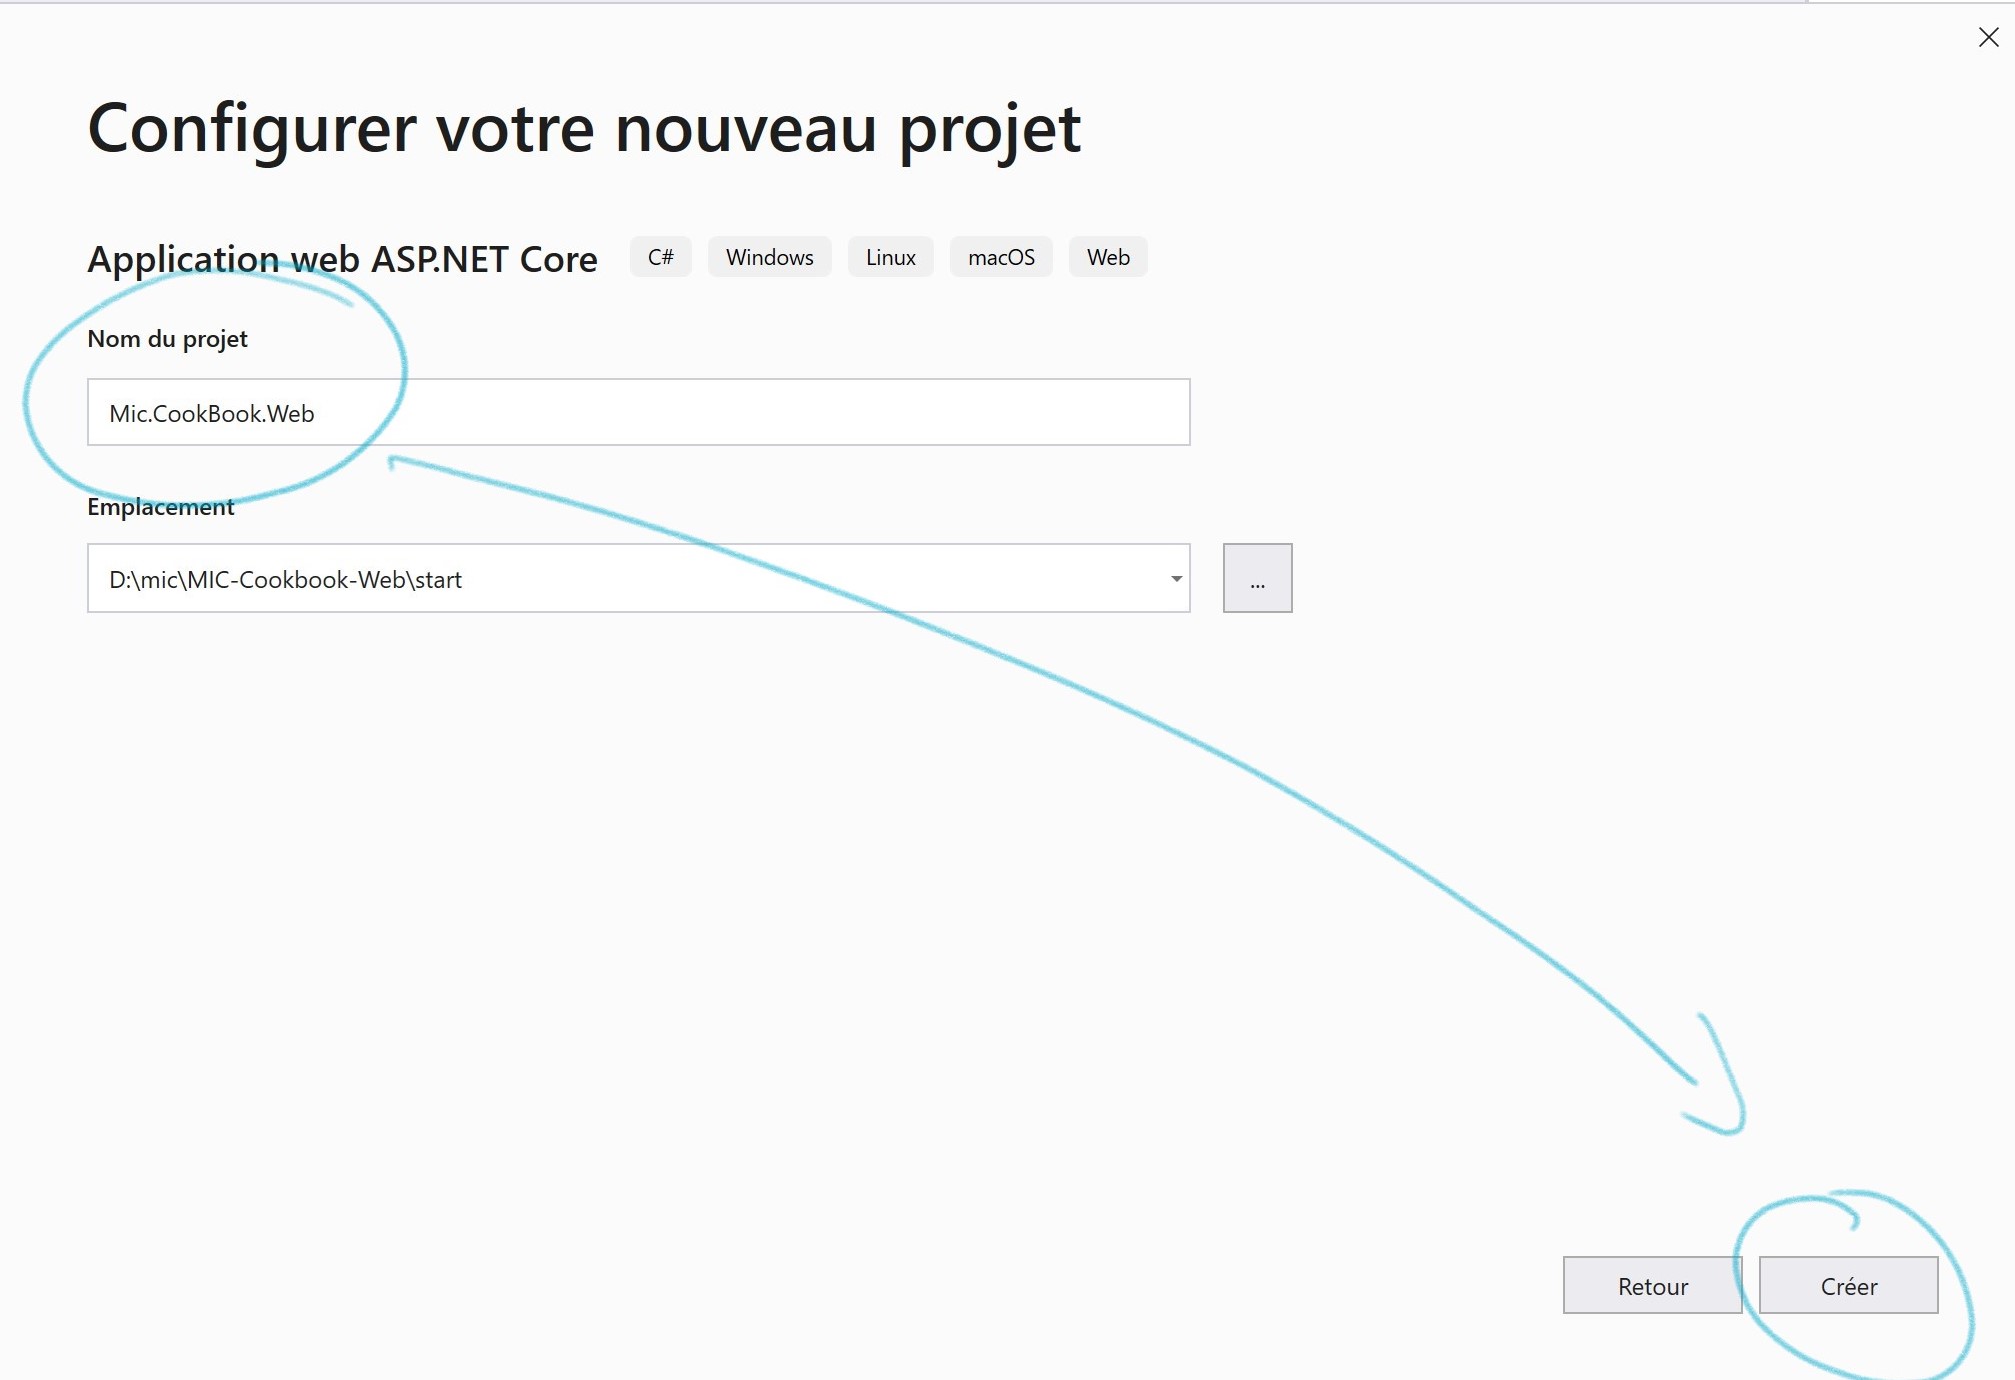 Configurer votre nouveau projet
Application web ASP.NET Core C# Windows Linux macOS Web
Nom du projet
Mic.CookBook.Web
Emplacement
D:\mic\MIC-Cookbook-Web\start
...
Retour Créer